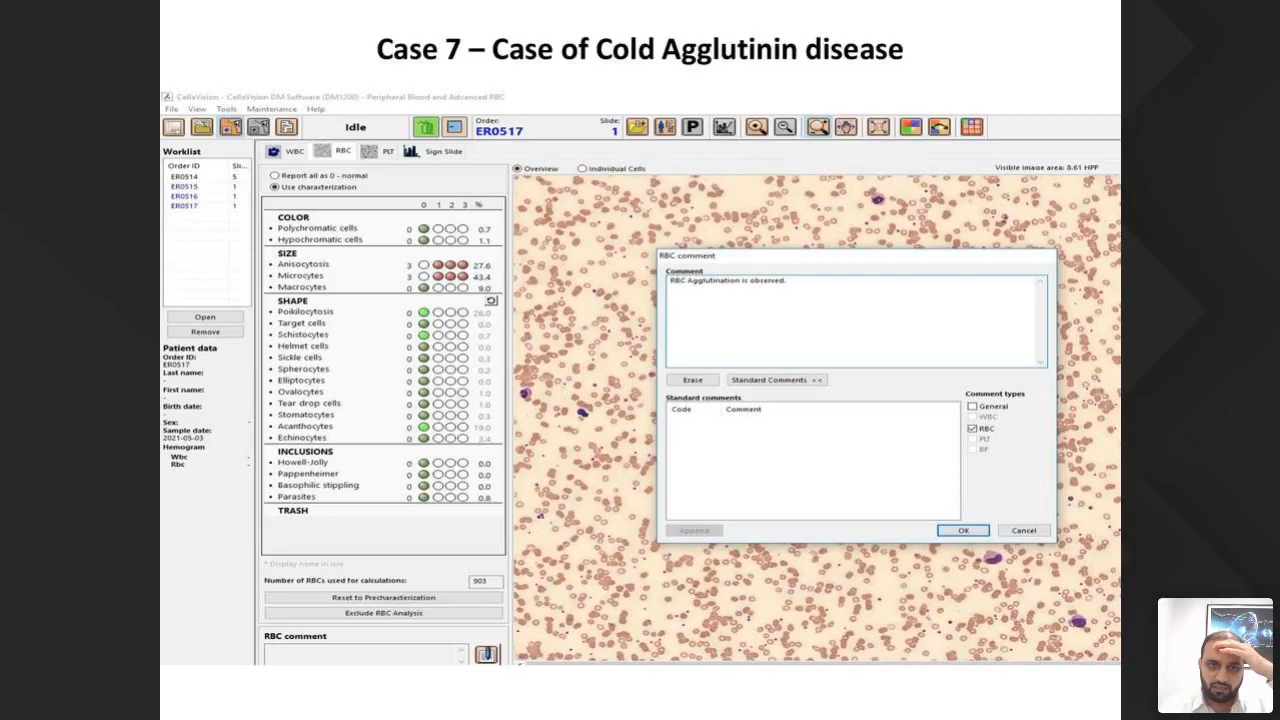 Case 7 – Case of Cold Agglutinin disease
CellaVision - CellaVision DM Software (DM1200) - Peripheral Blood and Advanced RBC
File View Tools Maintenance Help
Idle
Order:
ER0517
Slide:
1
P
Worklist
Order ID Sli...
ER0514 5
ER0515 1
ER0516 1
ER0517 1
Open
Remove
Patient data
Order ID:
ER0517
Last name:
-
First name:
-
Birth date:
-
Sex: -
Sample date:
2021-05-03
Hemogram
Wbc -
Rbc -
WBC RBC PLT Sign Slide
Report all as 0 - normal
Use characterization
0 1 2 3 %
COLOR
• Polychromatic cells 0 0.7
• Hypochromatic cells 0 1.1
SIZE
• Anisocytosis 3 27.6
• Microcytes 3 43.4
• Macrocytes 0 9.0
SHAPE
• Poikilocytosis 0 26.0
• Target cells 0 0.0
• Schistocytes 0 0.7
• Helmet cells 0 0.0
• Sickle cells 0 0.3
• Spherocytes 0 0.2
• Elliptocytes 0 0.0
• Ovalocytes 0 1.0
• Tear drop cells 0 1.0
• Stomatocytes 0 0.3
• Acanthocytes 0 19.0
• Echinocytes 0 3.4
INCLUSIONS
• Howell-Jolly 0 0.0
• Pappenheimer 0 0.0
• Basophilic stippling 0 0.0
• Parasites 0 0.8
TRASH
* Display name in use
Number of RBCs used for calculations: 903
Reset to Precharacterization
Exclude RBC Analysis
RBC comment
Overview Individual Cells Visible image area: 8.61 HPF
RBC comment
Comment
RBC Agglutination is observed.
Erase Standard Comments <<
Standard comments
Code Comment
Comment types
General
WBC
RBC
PLT
BF
Append
OK
Cancel